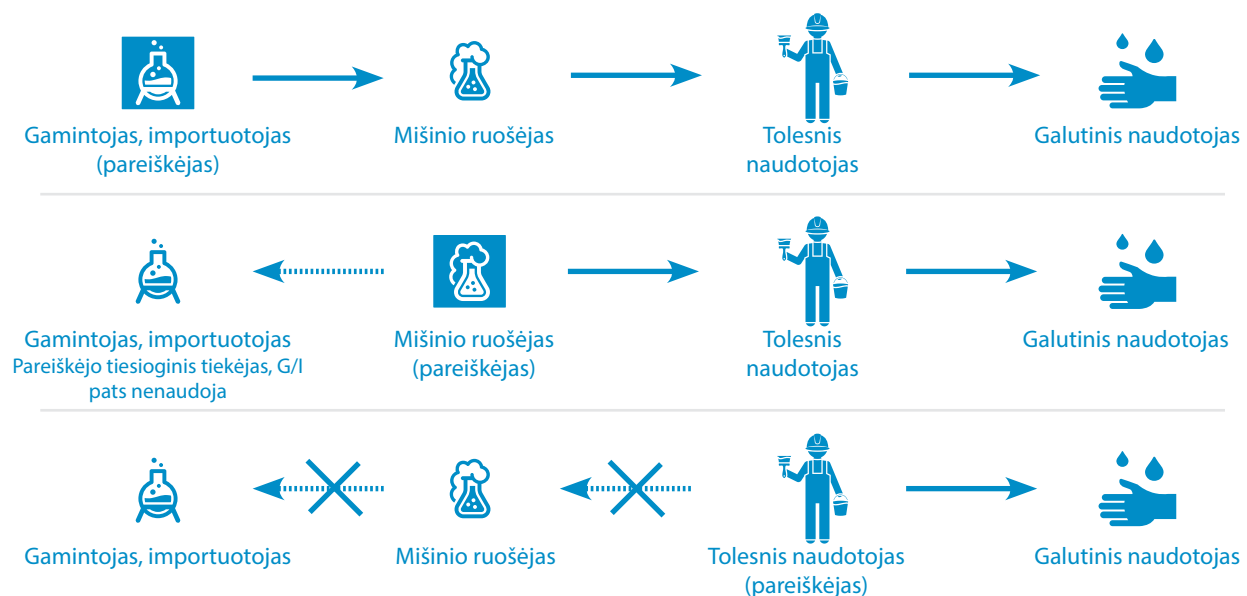 Gamintojas, importuotojas
(pareiškėjas)
Mišinio ruošėjas
Tolesnis
naudotojas
Galutinis naudotojas
Gamintojas, importuotojas
Pareiškėjo tiesioginis tiekėjas, G/I
pats nenaudoja
Mišinio ruošėjas
(pareiškėjas)
Tolesnis
naudotojas
Galutinis naudotojas
Gamintojas, importuotojas
Mišinio ruošėjas
Tolesnis naudotojas
(pareiškėjas)
Galutinis naudotojas